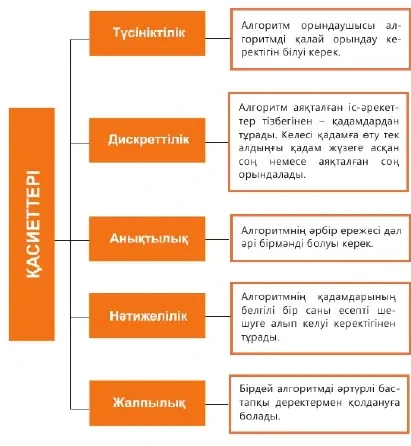 ҚАСИЕТТЕРІ
Түсініктілік
Алгоритм орындаушысы ал-
горитмді қалай орындау ке-
ректігін білуі керек.
Дискреттілік
Алгоритм аяқталған іс-әрекет-
тер тізбегінен – қадамдардан
тұрады. Келесі қадамға өту тек
алдыңғы қадам жүзеге асқан
соң немесе аяқталған соң
орындалады.
Анықтылық
Алгоритмнің әрбір ережесі дәл
әрі бірмәнді болуы керек.
Нәтижелілік
Алгоритмнің қадамдарының
белгілі бір саны есепті ше-
шуге алып келуі керектігінен
тұрады.
Жалпылық
Бірдей алгоритмді әртүрлі бас-
тапқы деректермен қолдануға
болады.